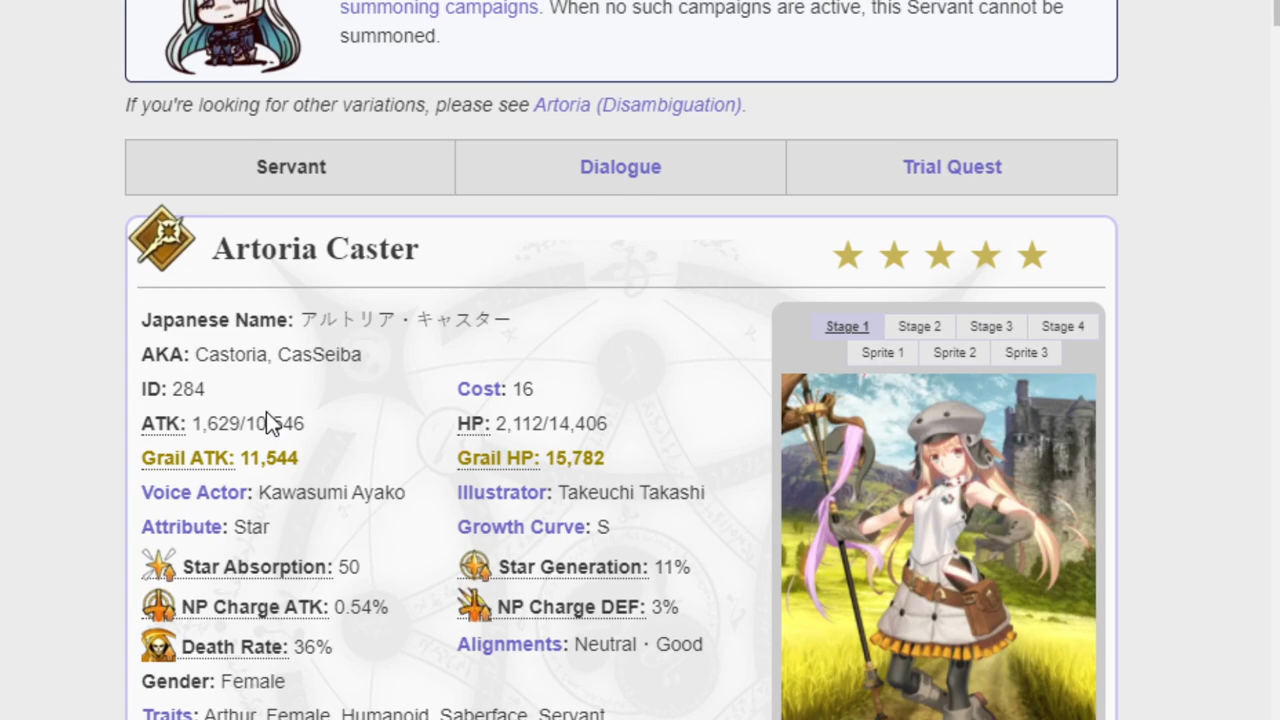 summoning campaigns. When no such campaigns are active, this Servant cannot be
summoned.
If you're looking for other variations, please see Artoria (Disambiguation).
Servant
Dialogue
Trial Quest
Artoria Caster
Japanese Name: アルトリア・キャスター
AKA: Castoria, CasSeiba
ID: 284
Cost: 16
ATK: 1,629/10,546
HP: 2,112/14,406
Grail ATK: 11,544
Grail HP: 15,782
Voice Actor: Kawasumi Ayako
Illustrator: Takeuchi Takashi
Attribute: Star
Growth Curve: S
Star Absorption: 50
Star Generation: 11%
NP Charge ATK: 0.54%
NP Charge DEF: 3%
Death Rate: 36%
Alignments: Neutral・Good
Gender: Female
Traits: Arthur, Female, Humanoid, Saberface, Servant,
Stage 1
Stage 2
Stage 3
Stage 4
Sprite 1
Sprite 2
Sprite 3